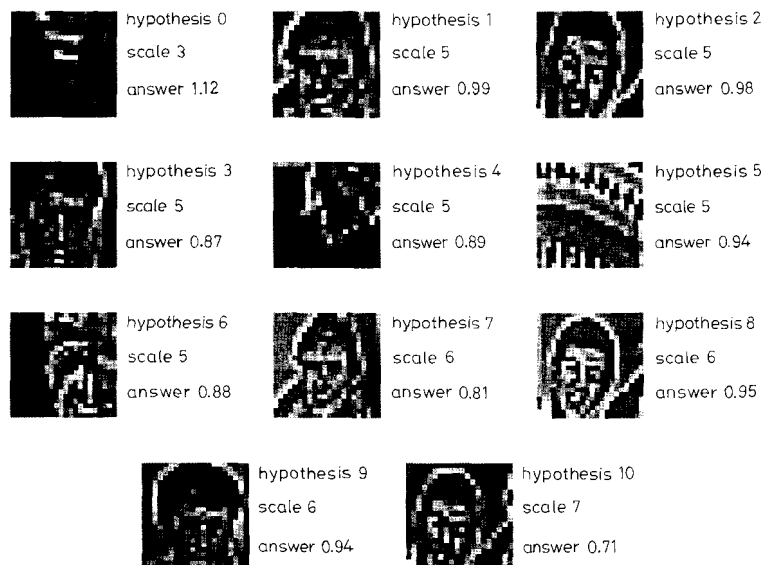 hypothesis 0
scale 3
answer 1.12
hypothesis 1
scale 5
answer 0.99
hypothesis 2
scale 5
answer 0.98
hypothesis 3
scale 5
answer 0.87
hypothesis 4
scale 5
answer 0.89
hypothesis 5
scale 5
answer 0.94
hypothesis 6
scale 5
answer 0.88
hypothesis 7
scale 6
answer 0.81
hypothesis 8
scale 6
answer 0.95
hypothesis 9
scale 6
answer 0.94
hypothesis 10
scale 7
answer 0.71